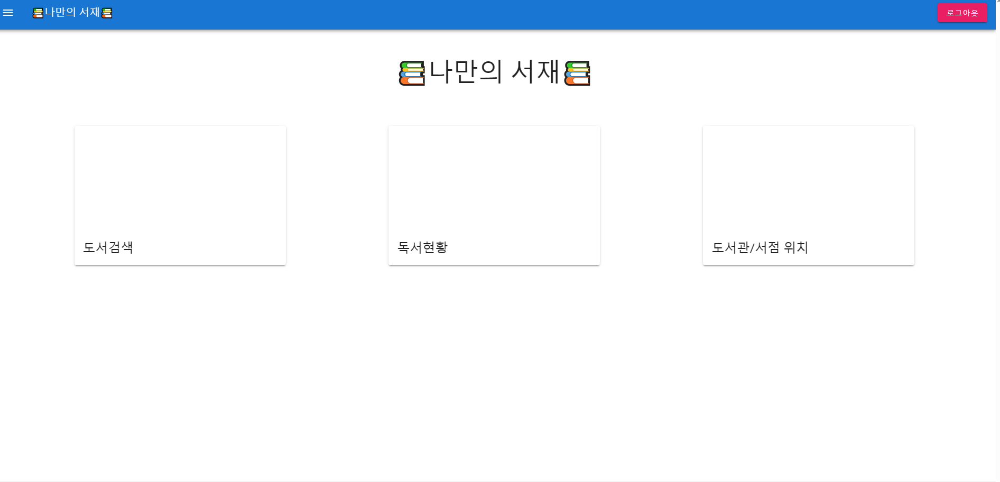 📚나만의 서재📚
로그아웃
📚나만의 서재📚
도서검색
독서현황
도서관/서점 위치